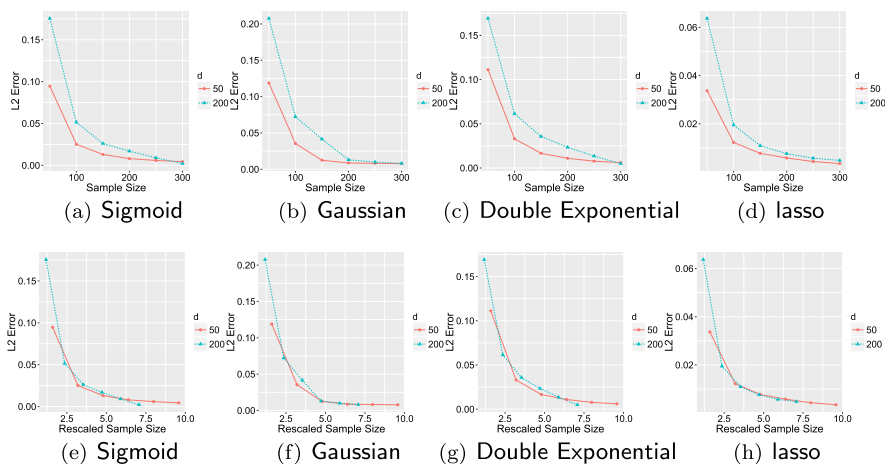 L2 Error
0.15
0.10
0.05
0.00
100
200
300
Sample Size
d
50
200
(a) Sigmoid
L2 Error
0.20
0.15
0.10
0.05
0.00
100
200
300
Sample Size
d
50
200
(b) Gaussian
L2 Error
0.15
0.10
0.05
0.00
100
200
300
Sample Size
d
50
200
(c) Double Exponential
L2 Error
0.06
0.04
0.02
100
200
300
Sample Size
d
50
200
(d) lasso
L2 Error
0.15
0.10
0.05
0.00
2.5
5.0
7.5
10.0
Rescaled Sample Size
d
50
200
(e) Sigmoid
L2 Error
0.20
0.15
0.10
0.05
0.00
2.5
5.0
7.5
10.0
Rescaled Sample Size
d
50
200
(f) Gaussian
L2 Error
0.15
0.10
0.05
0.00
2.5
5.0
7.5
10.0
Rescaled Sample Size
d
50
200
(g) Double Exponential
L2 Error
0.06
0.04
0.02
2.5
5.0
7.5
10.0
Rescaled Sample Size
d
50
200
(h) lasso